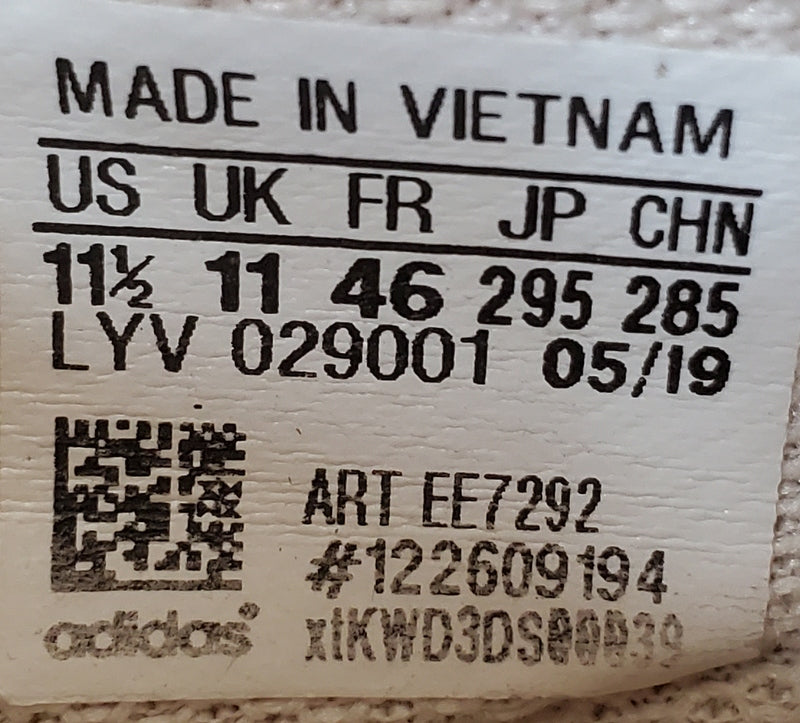 MADE IN VIETNAM
US UK FR JP CHN
11½ 11 46 295 285
LYV 029001 05/19
ART EE7292
#122609194
adidas